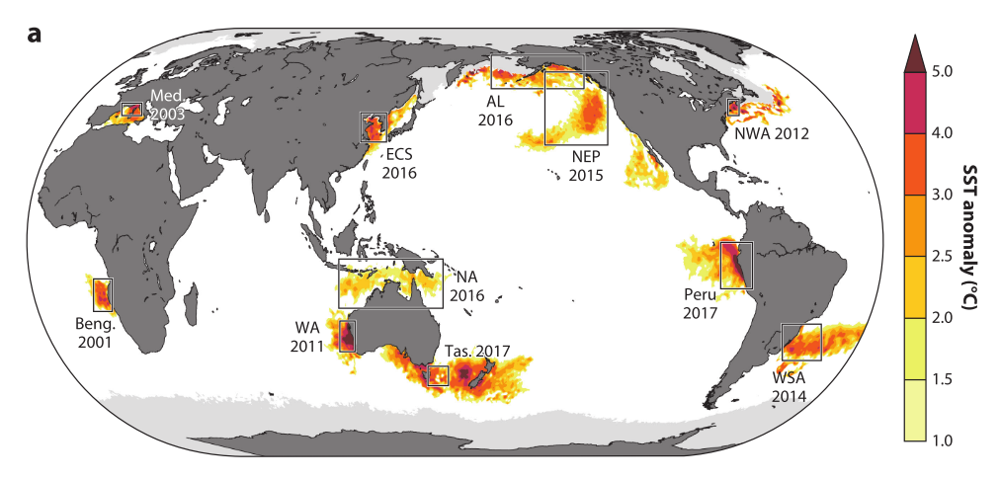 a
Med.
2003
AL
2016
NWA 2012
ECS
2016
NEP
2015
NA
2016
Peru
2017
Beng.
2001
WA
2011
Tas. 2017
WSA
2014
5.0
4.0
3.0
2.5
2.0
1.5
1.0
SST anomaly (°C)